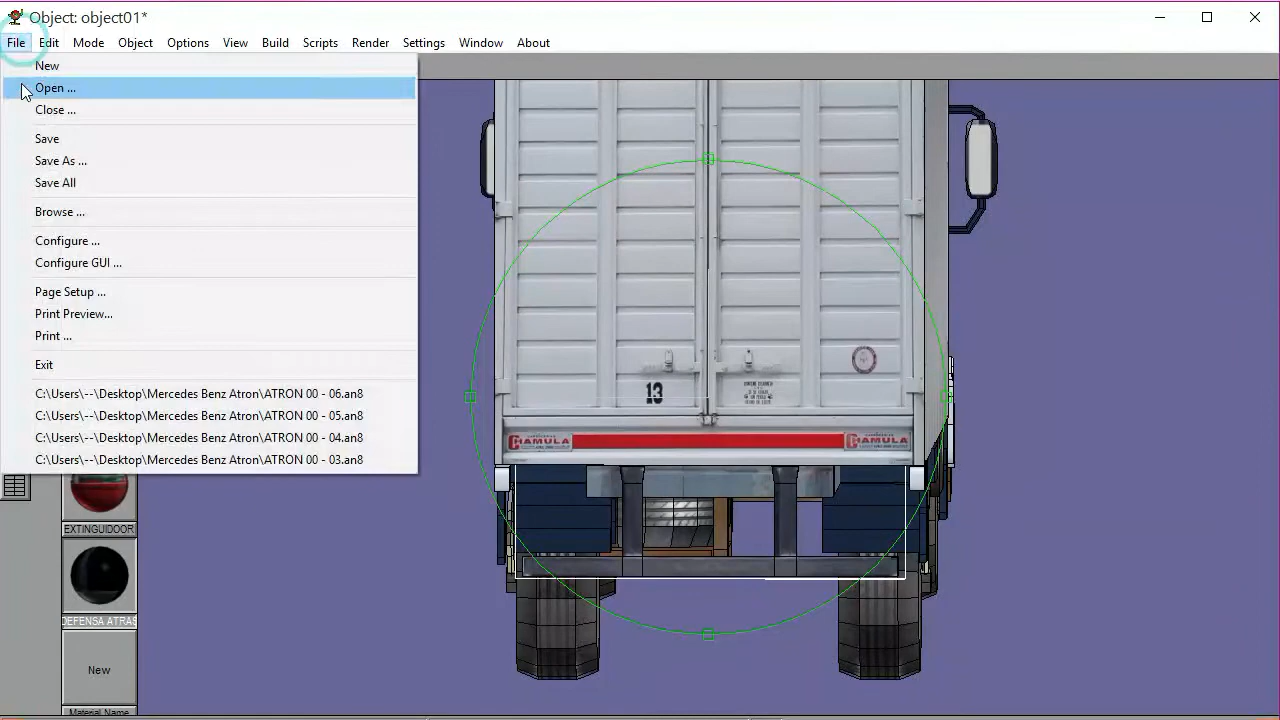 Object: object01*
File Edit Mode Object Options View Build Scripts Render Settings Window About
New
Open ...
Close ...
Save
Save As ...
Save All
Browse ...
Configure ...
Configure GUI ...
Page Setup ...
Print Preview...
Print ...
Exit
C:\Users\--\Desktop\Mercedes Benz Atron\ATRON 00 - 06.an8
C:\Users\--\Desktop\Mercedes Benz Atron\ATRON 00 - 05.an8
C:\Users\--\Desktop\Mercedes Benz Atron\ATRON 00 - 04.an8
C:\Users\--\Desktop\Mercedes Benz Atron\ATRON 00 - 03.an8
13
HAMULA HAMULA
EXTINGUIDOOR
DEFENSA ATRAS
New
Material Name